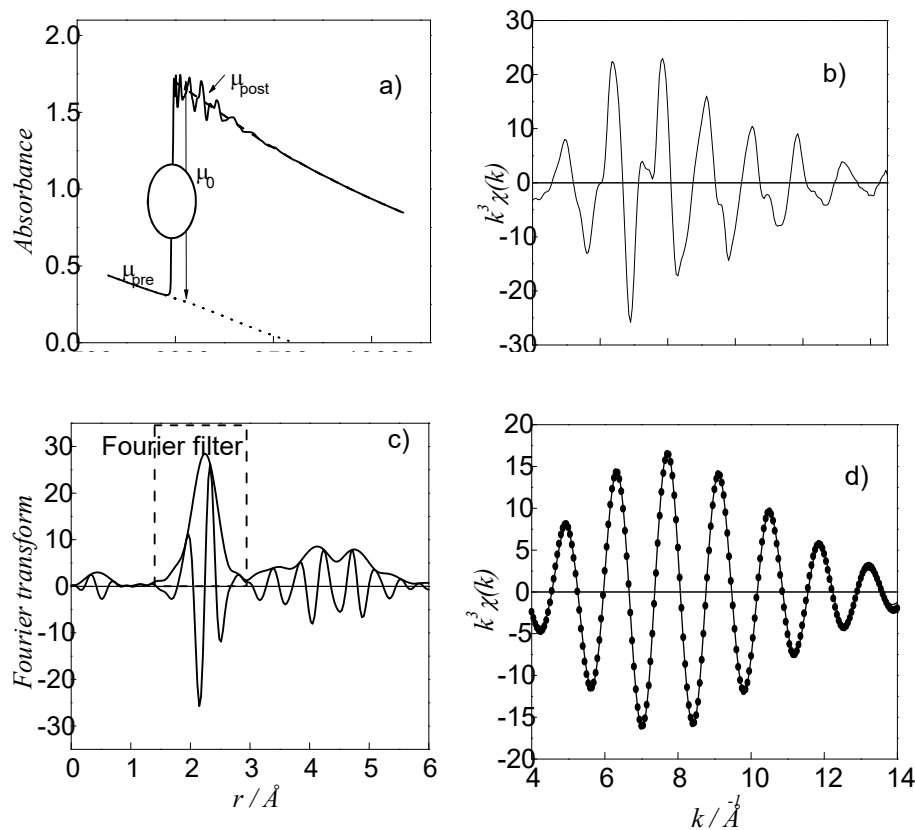 2.0
1.5
1.0
0.5
0.0
Absorbance
μpost
μ0
μpre
a)
30
20
10
0
-10
-20
-30
k³χ(k)
b)
30
20
10
0
-10
-20
-30
Fourier transform
Fourier filter
c)
0 1 2 3 4 5 6
r / Å
20
15
10
5
0
-5
-10
-15
-20
k³χ(k)
d)
4 6 8 10 12 14
k / Å⁻¹